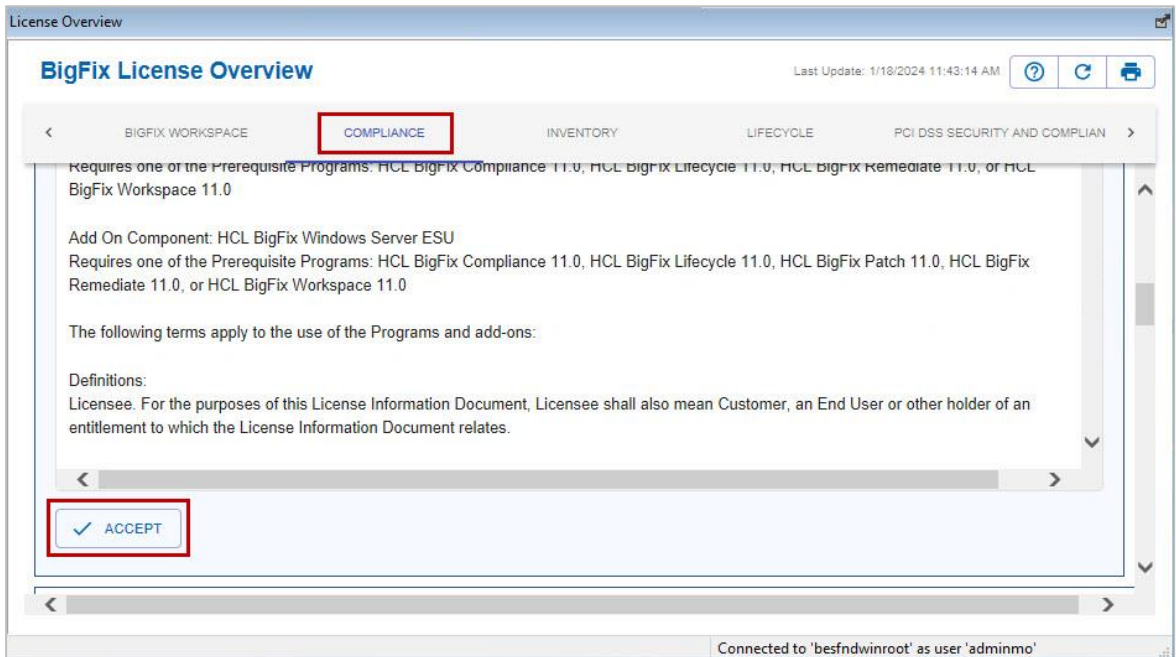 License Overview
BigFix License Overview
Last Update: 1/18/2024 11:43:14 AM
BIGFIX WORKSPACE
COMPLIANCE
INVENTORY
LIFECYCLE
PCI DSS SECURITY AND COMPLIAN
Requires one of the Prerequisite Programs: HCL BigFix Compliance 11.0, HCL BigFix Lifecycle 11.0, HCL BigFix Remediate 11.0, or HCL
BigFix Workspace 11.0
Add On Component: HCL BigFix Windows Server ESU
Requires one of the Prerequisite Programs: HCL BigFix Compliance 11.0, HCL BigFix Lifecycle 11.0, HCL BigFix Patch 11.0, HCL BigFix
Remediate 11.0, or HCL BigFix Workspace 11.0
The following terms apply to the use of the Programs and add-ons:
Definitions:
Licensee. For the purposes of this License Information Document, Licensee shall also mean Customer, an End User or other holder of an
entitlement to which the License Information Document relates.
ACCEPT
Connected to 'besfndwinroot' as user 'adminmo'